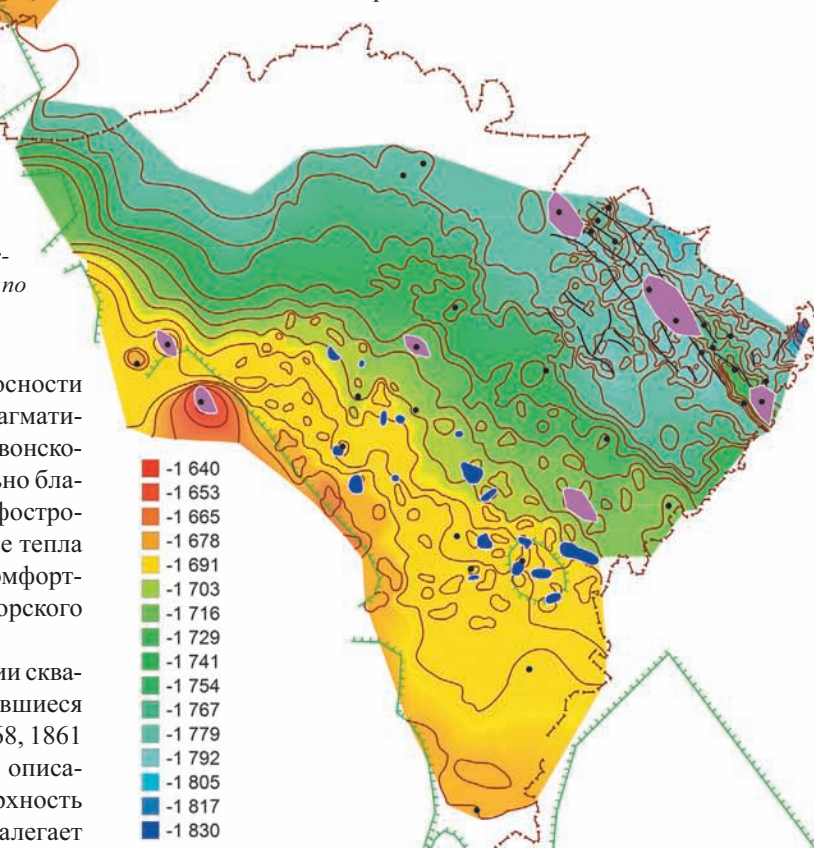 по
осности
агмати-
вонско-
но бла-
фостро-
е тепла
омфорт-
орского
ии сква-
вшиеся
68, 1861
описа-
рхность
алегает
-1 640
-1 653
-1 665
-1 678
-1 691
-1 703
-1 716
-1 729
-1 741
-1 754
-1 767
-1 779
-1 792
-1 805
-1 817
-1 830